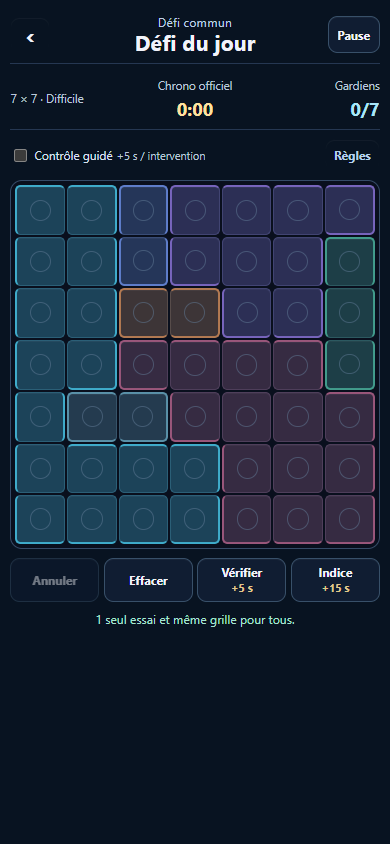 Défi commun
Défi du jour
Pause
7 × 7 · Difficile
Chrono officiel
0:00
Gardiens
0/7
Contrôle guidé +5 s / intervention
Règles
Annuler
Effacer
Vérifier
+5 s
Indice
+15 s
1 seul essai et même grille pour tous.